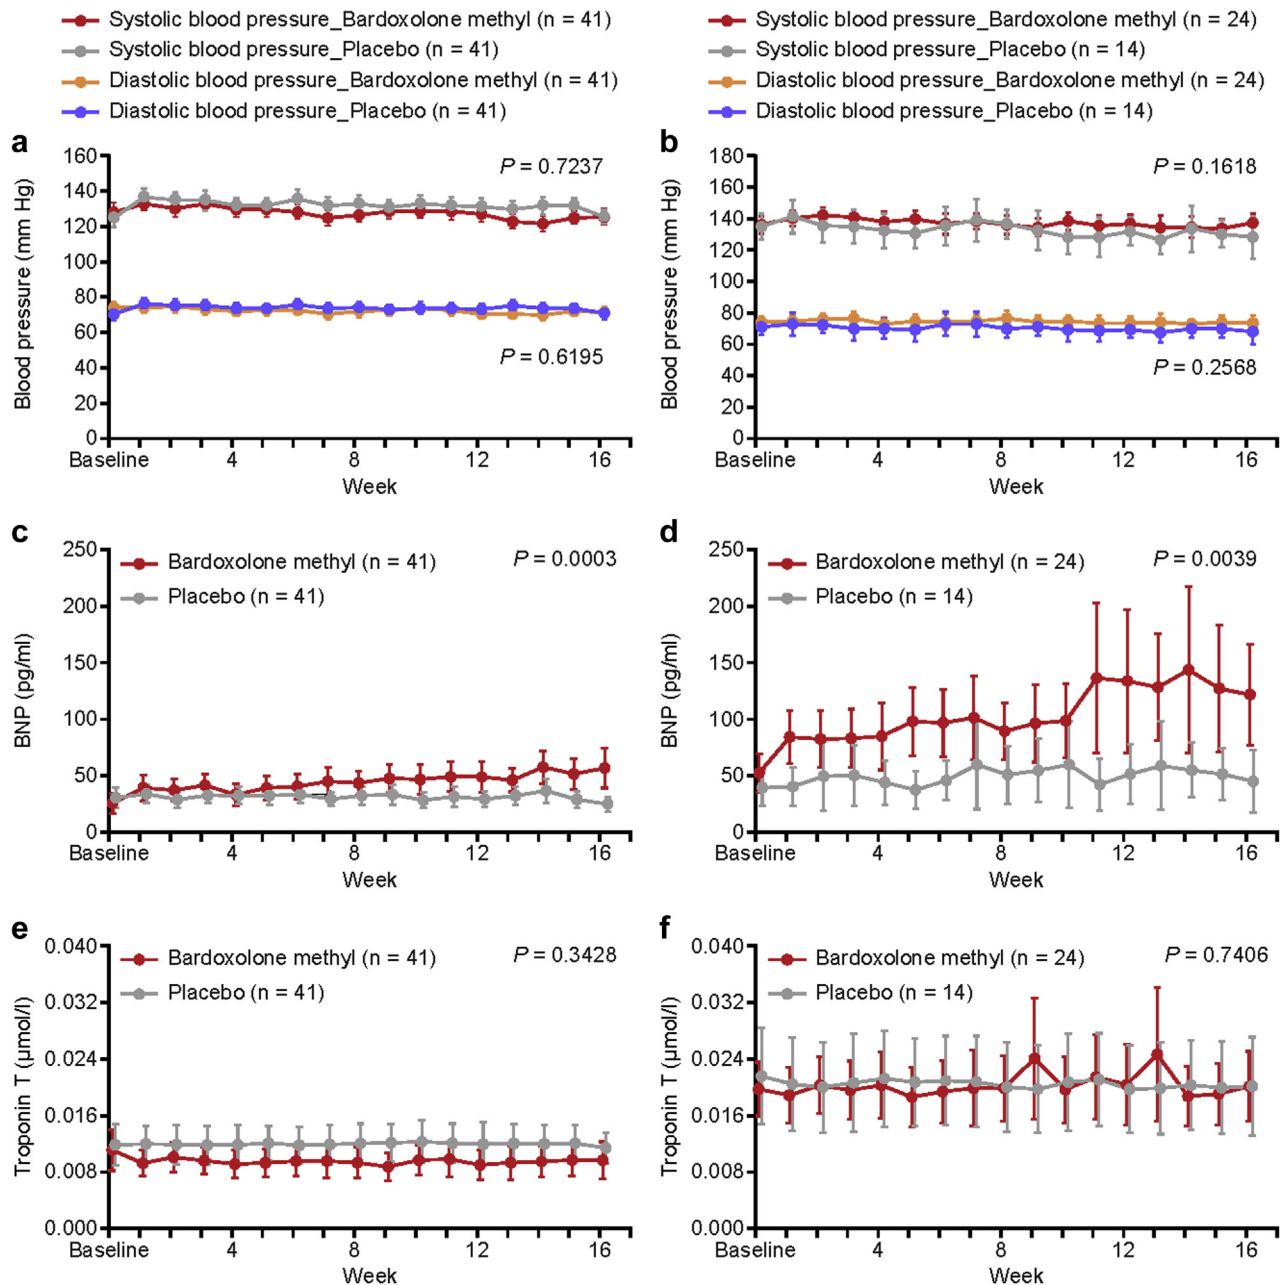 Systolic blood pressure_Bardoxolone methyl (n = 41)
Systolic blood pressure_Placebo (n = 41)
Diastolic blood pressure_Bardoxolone methyl (n = 41)
Diastolic blood pressure_Placebo (n = 41)
Systolic blood pressure_Bardoxolone methyl (n = 24)
Systolic blood pressure_Placebo (n = 14)
Diastolic blood pressure_Bardoxolone methyl (n = 24)
Diastolic blood pressure_Placebo (n = 14)
a
Blood pressure (mm Hg)
160
140
120
100
80
60
40
20
0
P = 0.7237
P = 0.6195
Baseline 4 8 12 16
Week
b
Blood pressure (mm Hg)
180
160
140
120
100
80
60
40
20
0
P = 0.1618
P = 0.2568
Baseline 4 8 12 16
Week
c
BNP (pg/ml)
250
200
150
100
50
0
Bardoxolone methyl (n = 41)
Placebo (n = 41)
P = 0.0003
Baseline 4 8 12 16
Week
d
BNP (pg/ml)
250
200
150
100
50
0
Bardoxolone methyl (n = 24)
Placebo (n = 14)
P = 0.0039
Baseline 4 8 12 16
Week
e
Troponin T (μmol/l)
0.040
0.032
0.024
0.016
0.008
0.000
Bardoxolone methyl (n = 41)
Placebo (n = 41)
P = 0.3428
Baseline 4 8 12 16
Week
f
Troponin T (μmol/l)
0.040
0.032
0.024
0.016
0.008
0.000
Bardoxolone methyl (n = 24)
Placebo (n = 14)
P = 0.7406
Baseline 4 8 12 16
Week